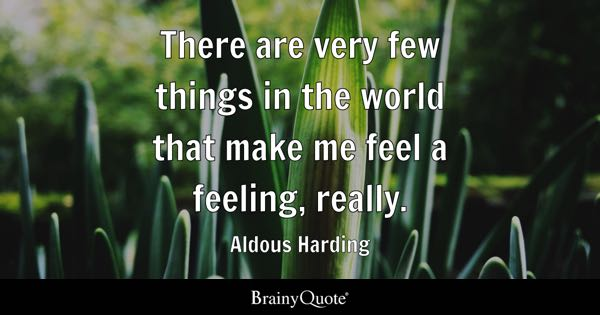 There are very few
things in the world
that make me feel a
feeling, really.
Aldous Harding
BrainyQuote®